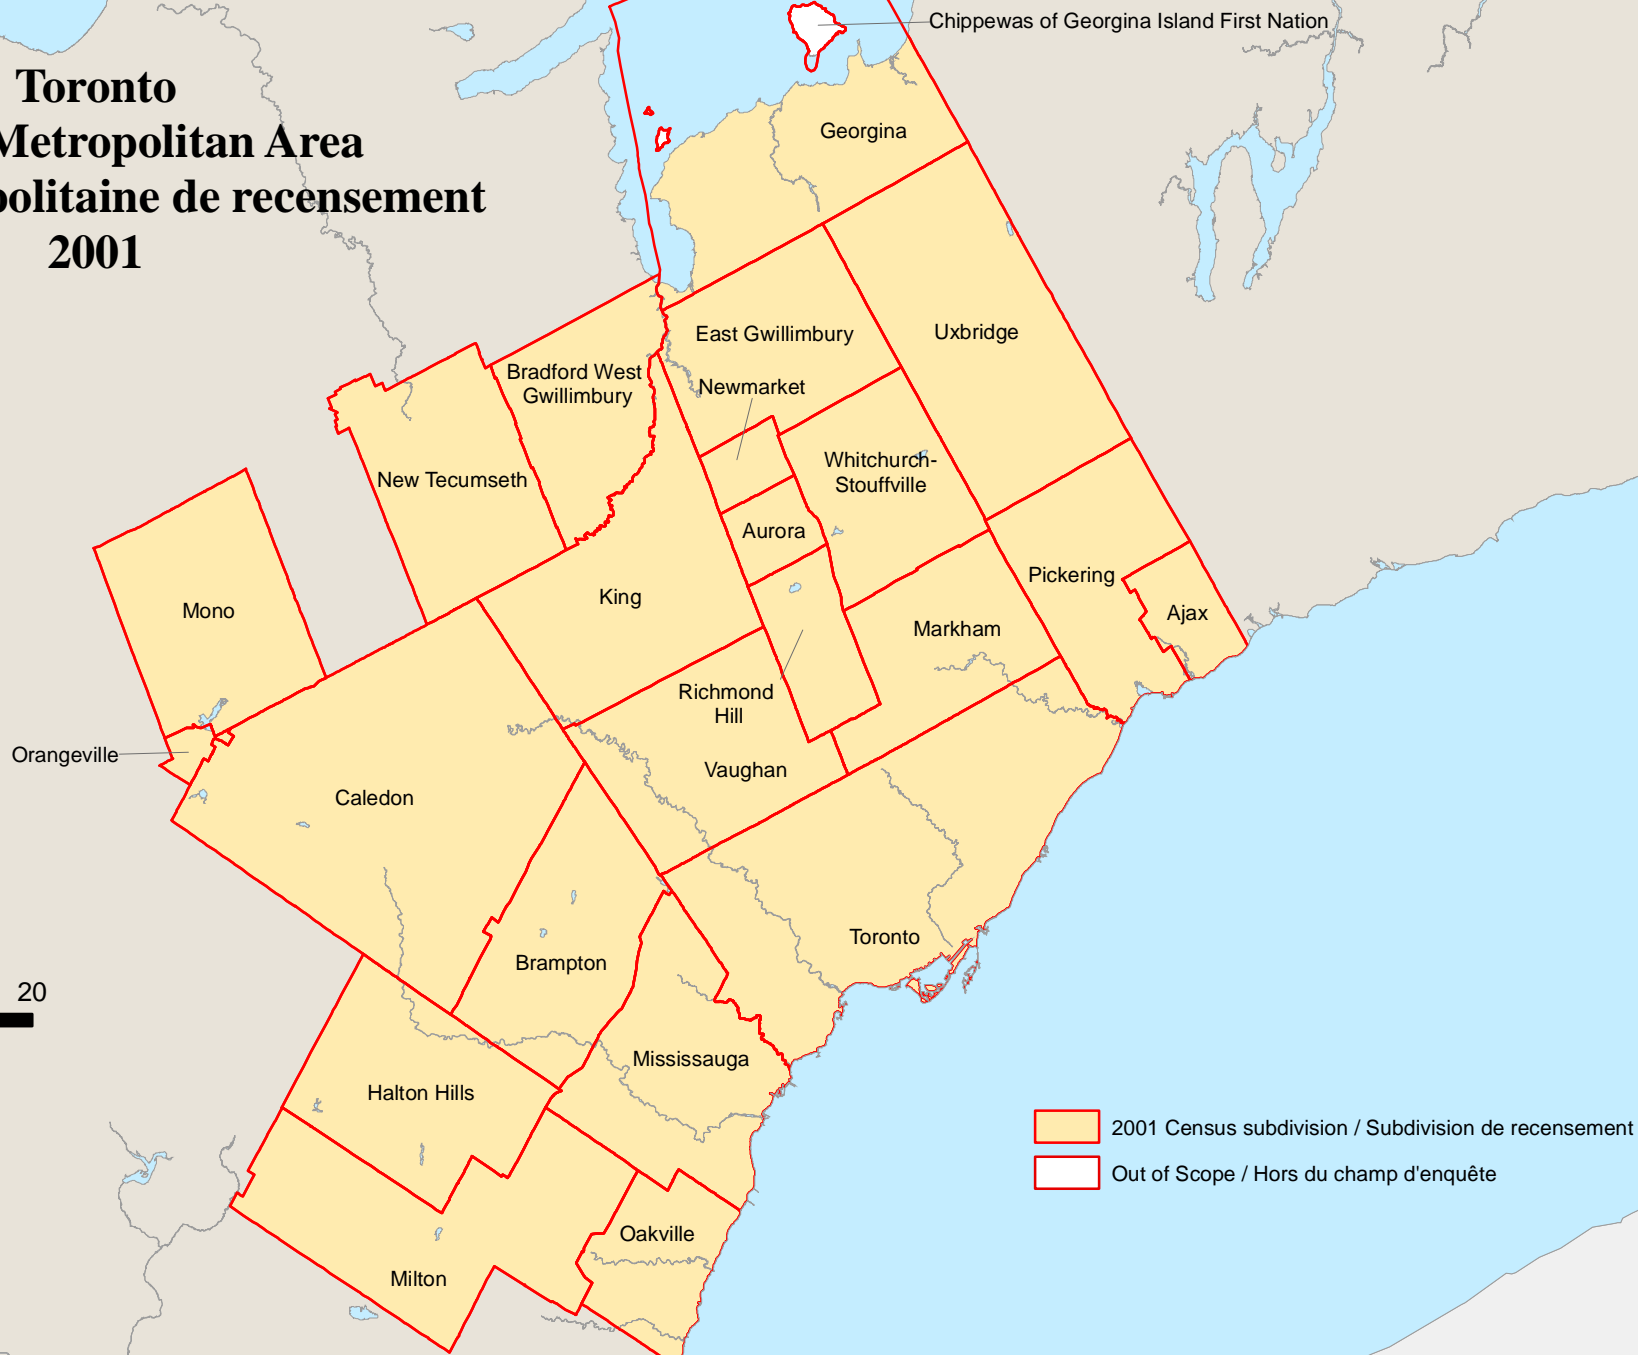 Chippewas of Georgina Island First Nation
Toronto
Metropolitan Area
politaine de recensement
2001
Georgina
East Gwillimbury
Uxbridge
Bradford West
Gwillimbury
Newmarket
Whitchurch-
Stouffville
New Tecumseth
Aurora
Pickering
King
Mono
Ajax
Markham
Richmond
Hill
Orangeville
Vaughan
Caledon
Toronto
Brampton
20
Mississauga
Halton Hills
2001 Census subdivision / Subdivision de recensement
Out of Scope / Hors du champ d'enquête
Oakville
Milton